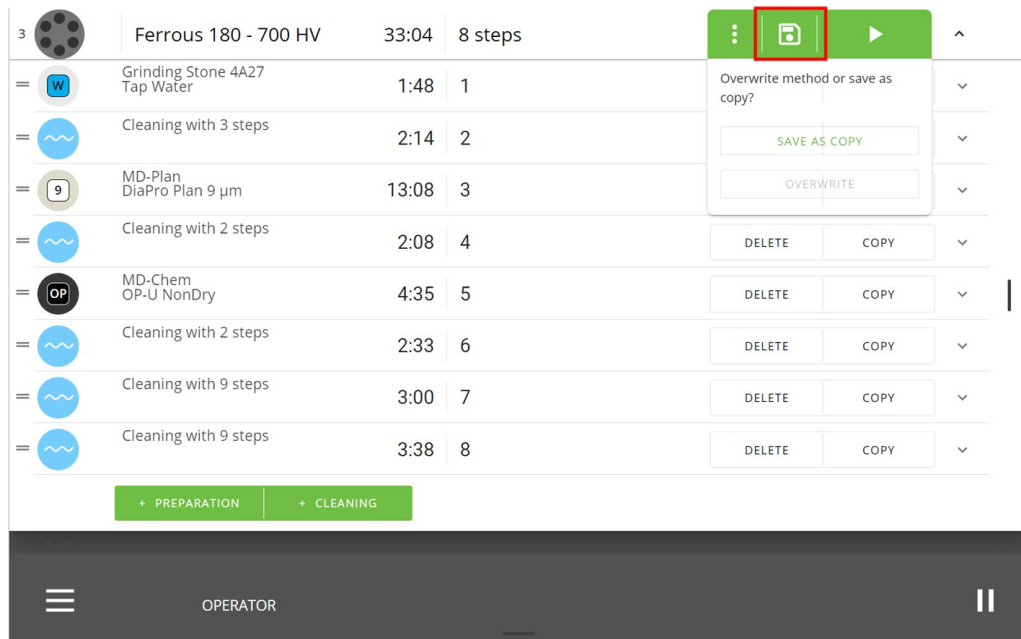 3 Ferrous 180 - 700 HV 33:04 8 steps
Overwrite method or save as
copy?
SAVE AS COPY
OVERWRITE
W Grinding Stone 4A27
Tap Water 1:48 1
Cleaning with 3 steps 2:14 2
9 MD-Plan
DiaPro Plan 9 µm 13:08 3
Cleaning with 2 steps 2:08 4 DELETE COPY
OP MD-Chem
OP-U NonDry 4:35 5 DELETE COPY
Cleaning with 2 steps 2:33 6 DELETE COPY
Cleaning with 9 steps 3:00 7 DELETE COPY
Cleaning with 9 steps 3:38 8 DELETE COPY
+ PREPARATION + CLEANING
OPERATOR